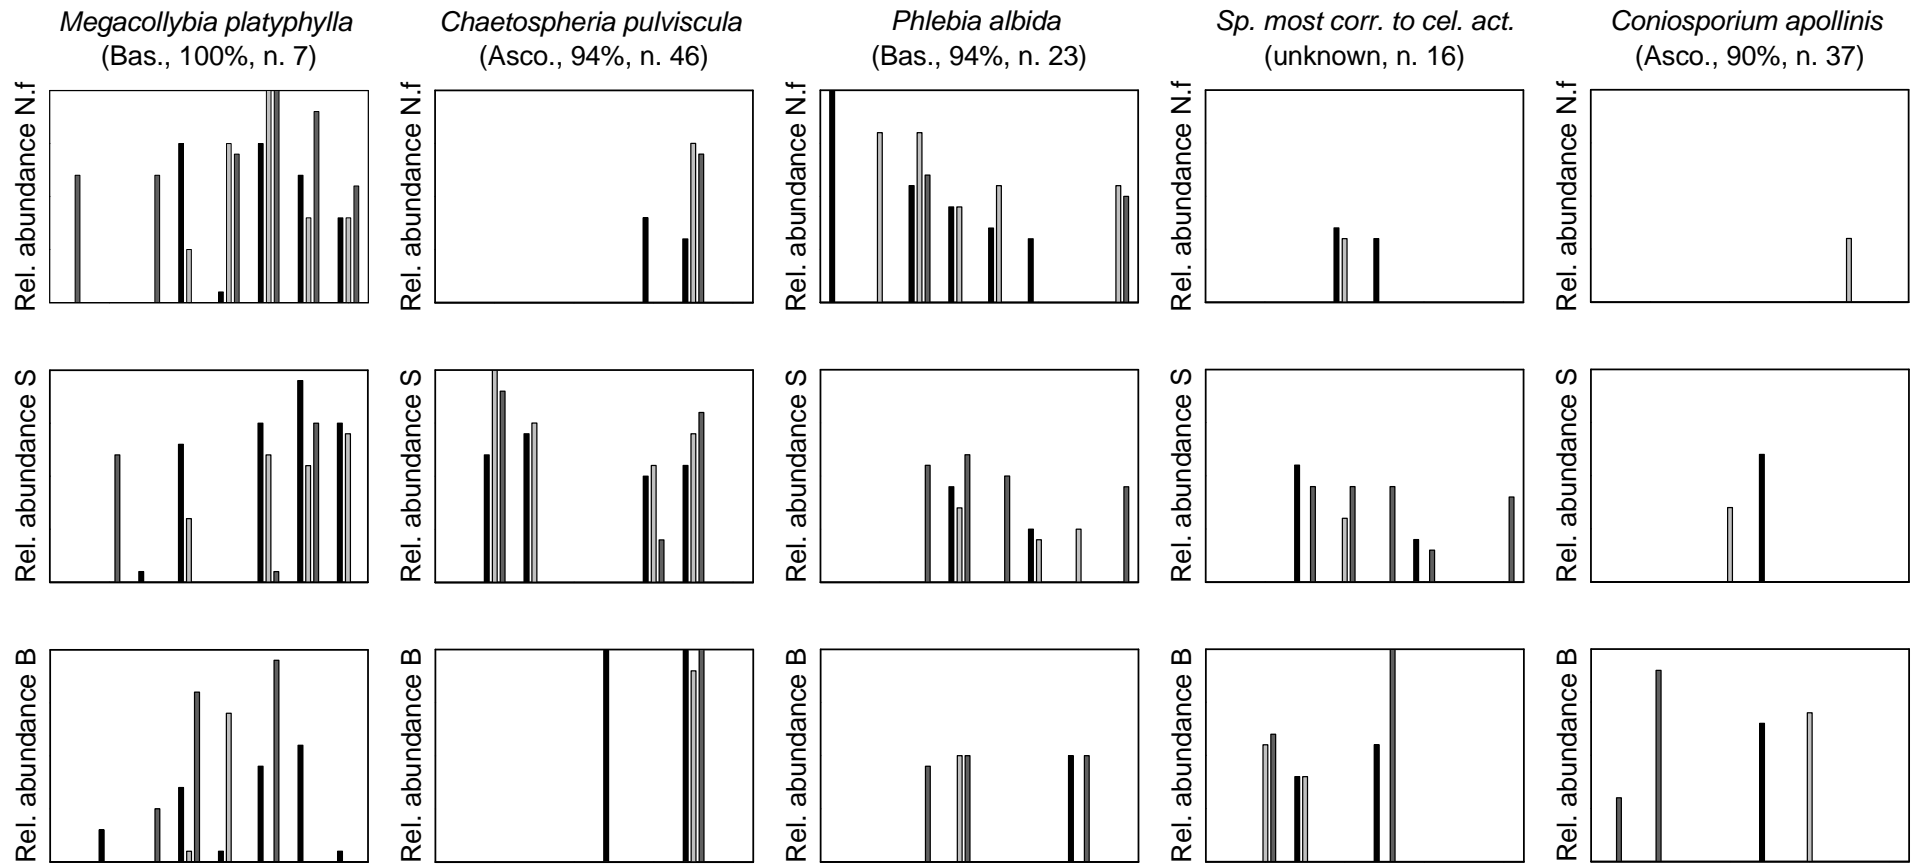 Megacollybia platyphylla
(Bas., 100%, n. 7)
Chaetospheria pulviscula
(Asco., 94%, n. 46)
Phlebia albida
(Bas., 94%, n. 23)
Sp. most corr. to cel. act.
(unknown, n. 16)
Coniosporium apollinis
(Asco., 90%, n. 37)
Rel. abundance N.f
Rel. abundance N.f
Rel. abundance N.f
Rel. abundance N.f
Rel. abundance N.f
Rel. abundance S
Rel. abundance S
Rel. abundance S
Rel. abundance S
Rel. abundance S
Rel. abundance B
Rel. abundance B
Rel. abundance B
Rel. abundance B
Rel. abundance B